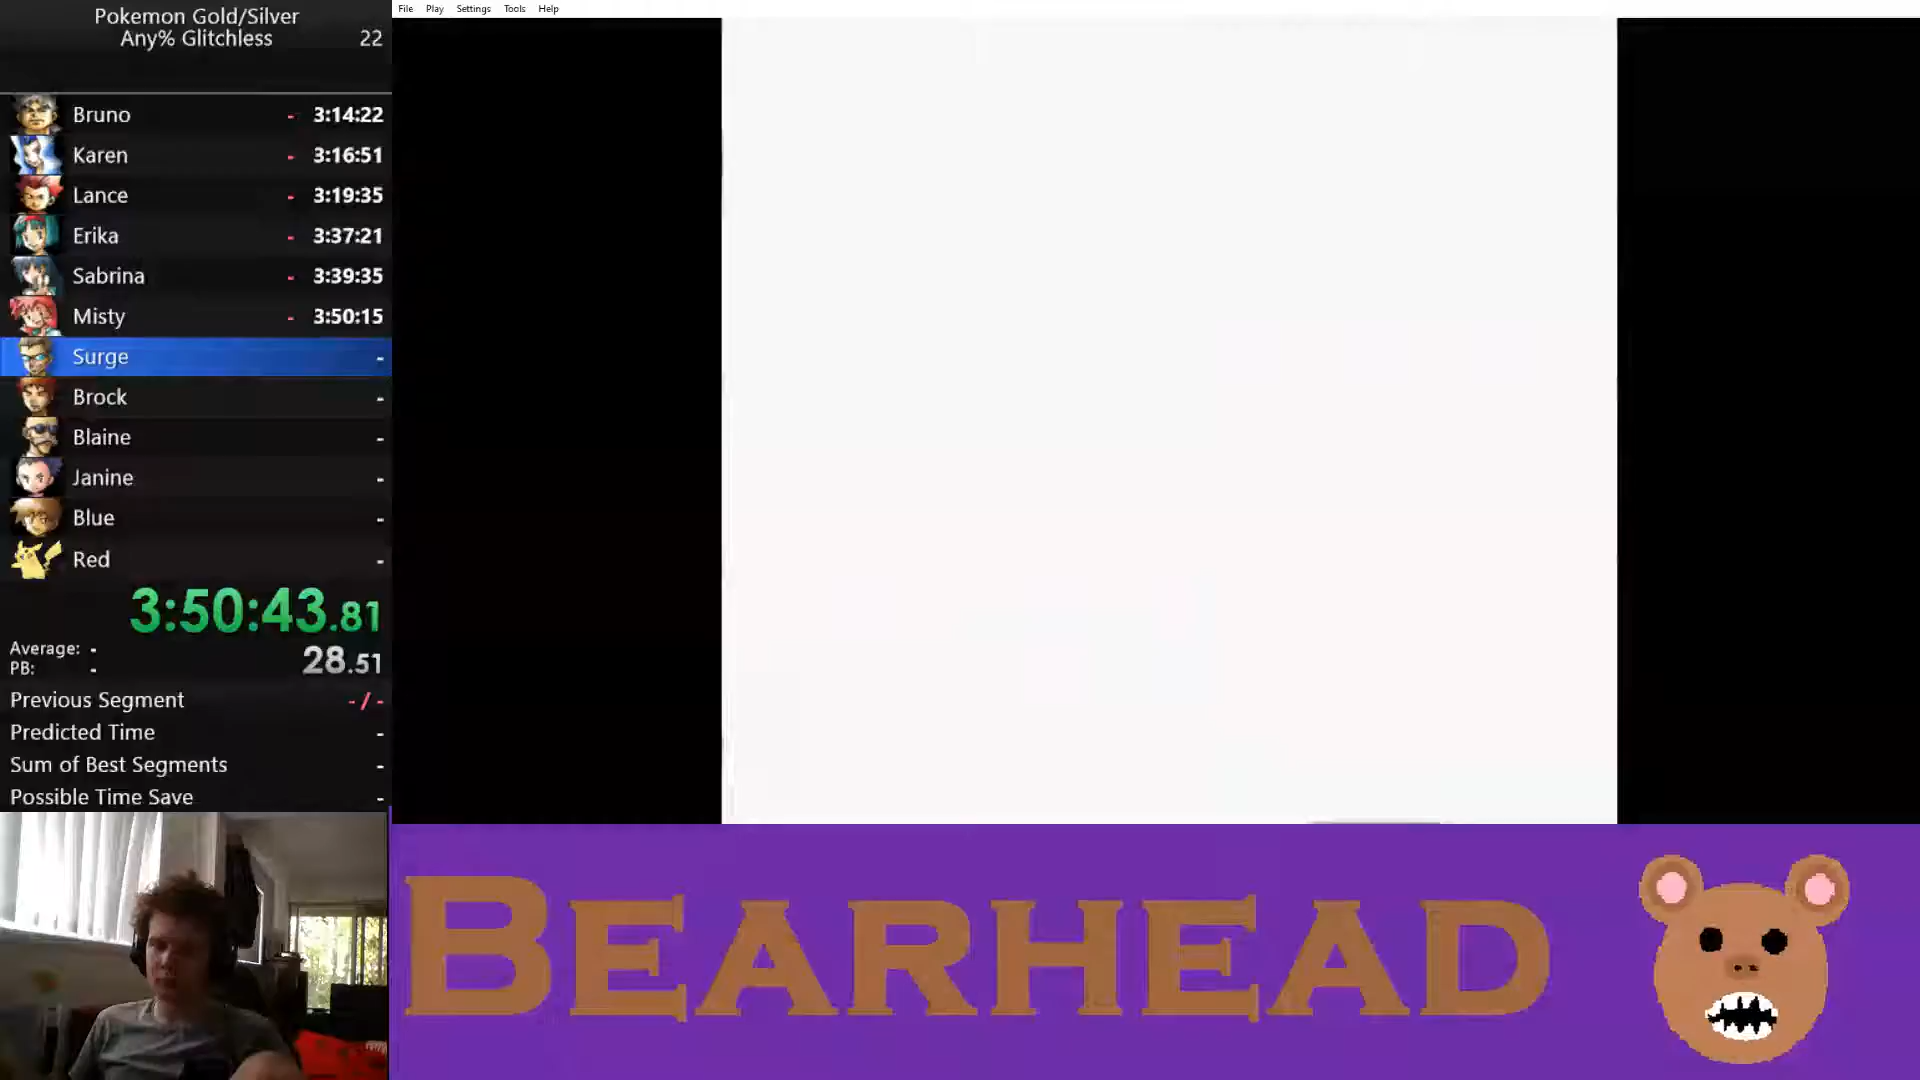 File Play Settings Tools Help
Pokemon Gold/Silver
Any% Glitchless 22
Bruno - 3:14:22
Karen - 3:16:51
Lance - 3:19:35
Erika - 3:37:21
Sabrina - 3:39:35
Misty - 3:50:15
Surge -
Brock -
Blaine -
Janine -
Blue -
Red -
3:50:43.81
Average: -
PB: -
28.51
Previous Segment - / -
Predicted Time -
Sum of Best Segments -
Possible Time Save -
BEARHEAD